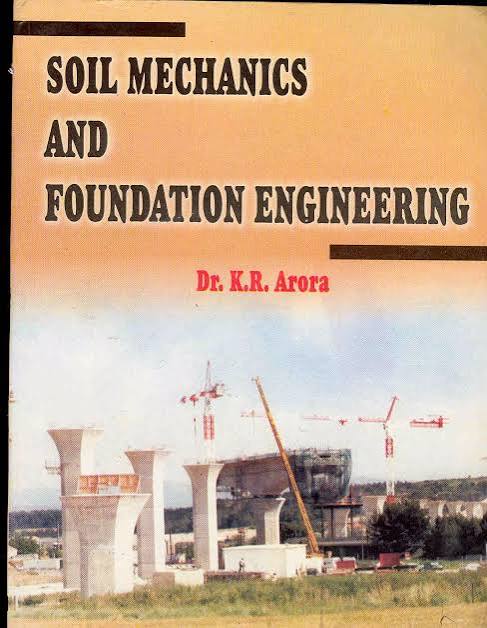 SOIL MECHANICS
AND
FOUNDATION ENGINEERING
Dr. K.R. Arora